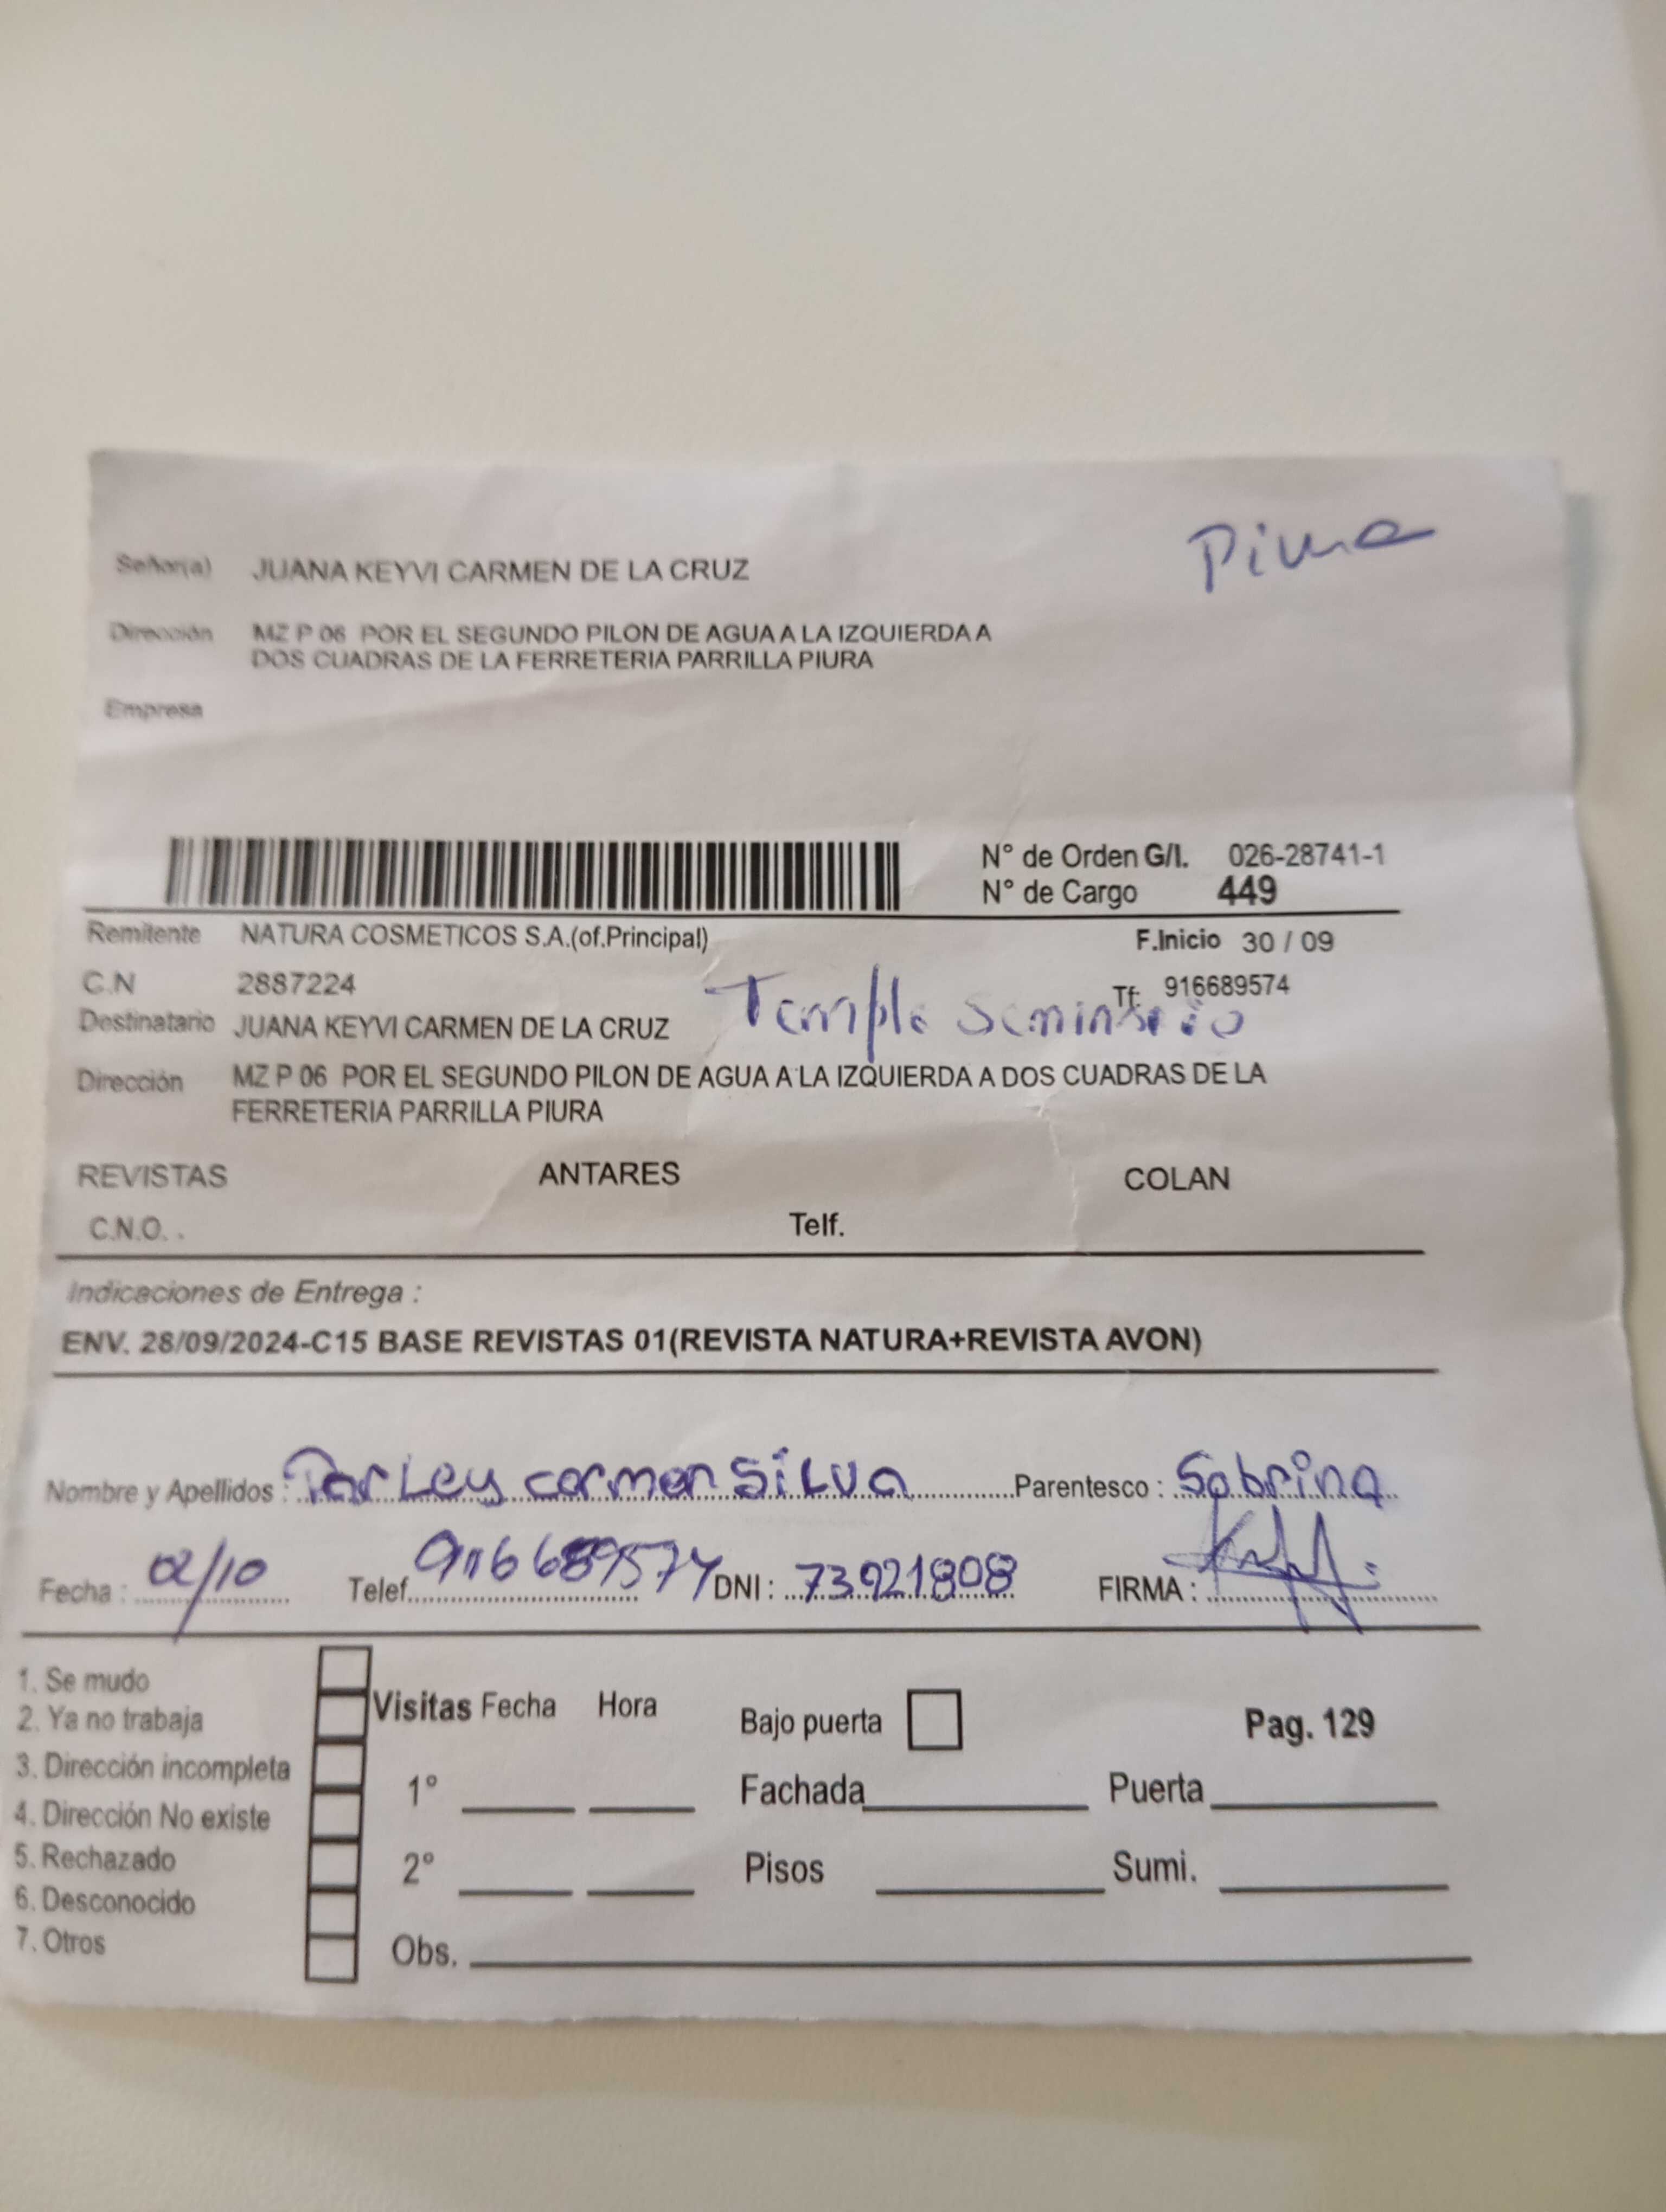 Piura
Señor(a) JUANA KEYVI CARMEN DE LA CRUZ
Dirección MZ P 06 POR EL SEGUNDO PILON DE AGUA A LA IZQUIERDA A
DOS CUADRAS DE LA FERRETERIA PARRILLA PIURA
Empresa
N° de Orden G/I. 026-28741-1
N° de Cargo 449
Remitente NATURA COSMETICOS S.A.(of.Principal) F.Inicio 30 / 09
C.N 2887224 Tf: 916689574
Temple Seminario
Destinatario JUANA KEYVI CARMEN DE LA CRUZ
Dirección MZ P 06 POR EL SEGUNDO PILON DE AGUA A LA IZQUIERDA A DOS CUADRAS DE LA
FERRETERIA PARRILLA PIURA
REVISTAS ANTARES COLAN
C.N.O. . Telf.
Indicaciones de Entrega :
ENV. 28/09/2024-C15 BASE REVISTAS 01(REVISTA NATURA+REVISTA AVON)
Nombre y Apellidos : Carmen Silva Parentesco : Sobrina
Fecha : 02/10 Telef. 916689574 DNI : 73921808 FIRMA :
1. Se mudo
2. Ya no trabaja
3. Dirección incompleta
4. Dirección No existe
5. Rechazado
6. Desconocido
7. Otros
Visitas Fecha Hora Bajo puerta Pag. 129
1° Fachada Puerta
2° Pisos Sumi.
Obs.